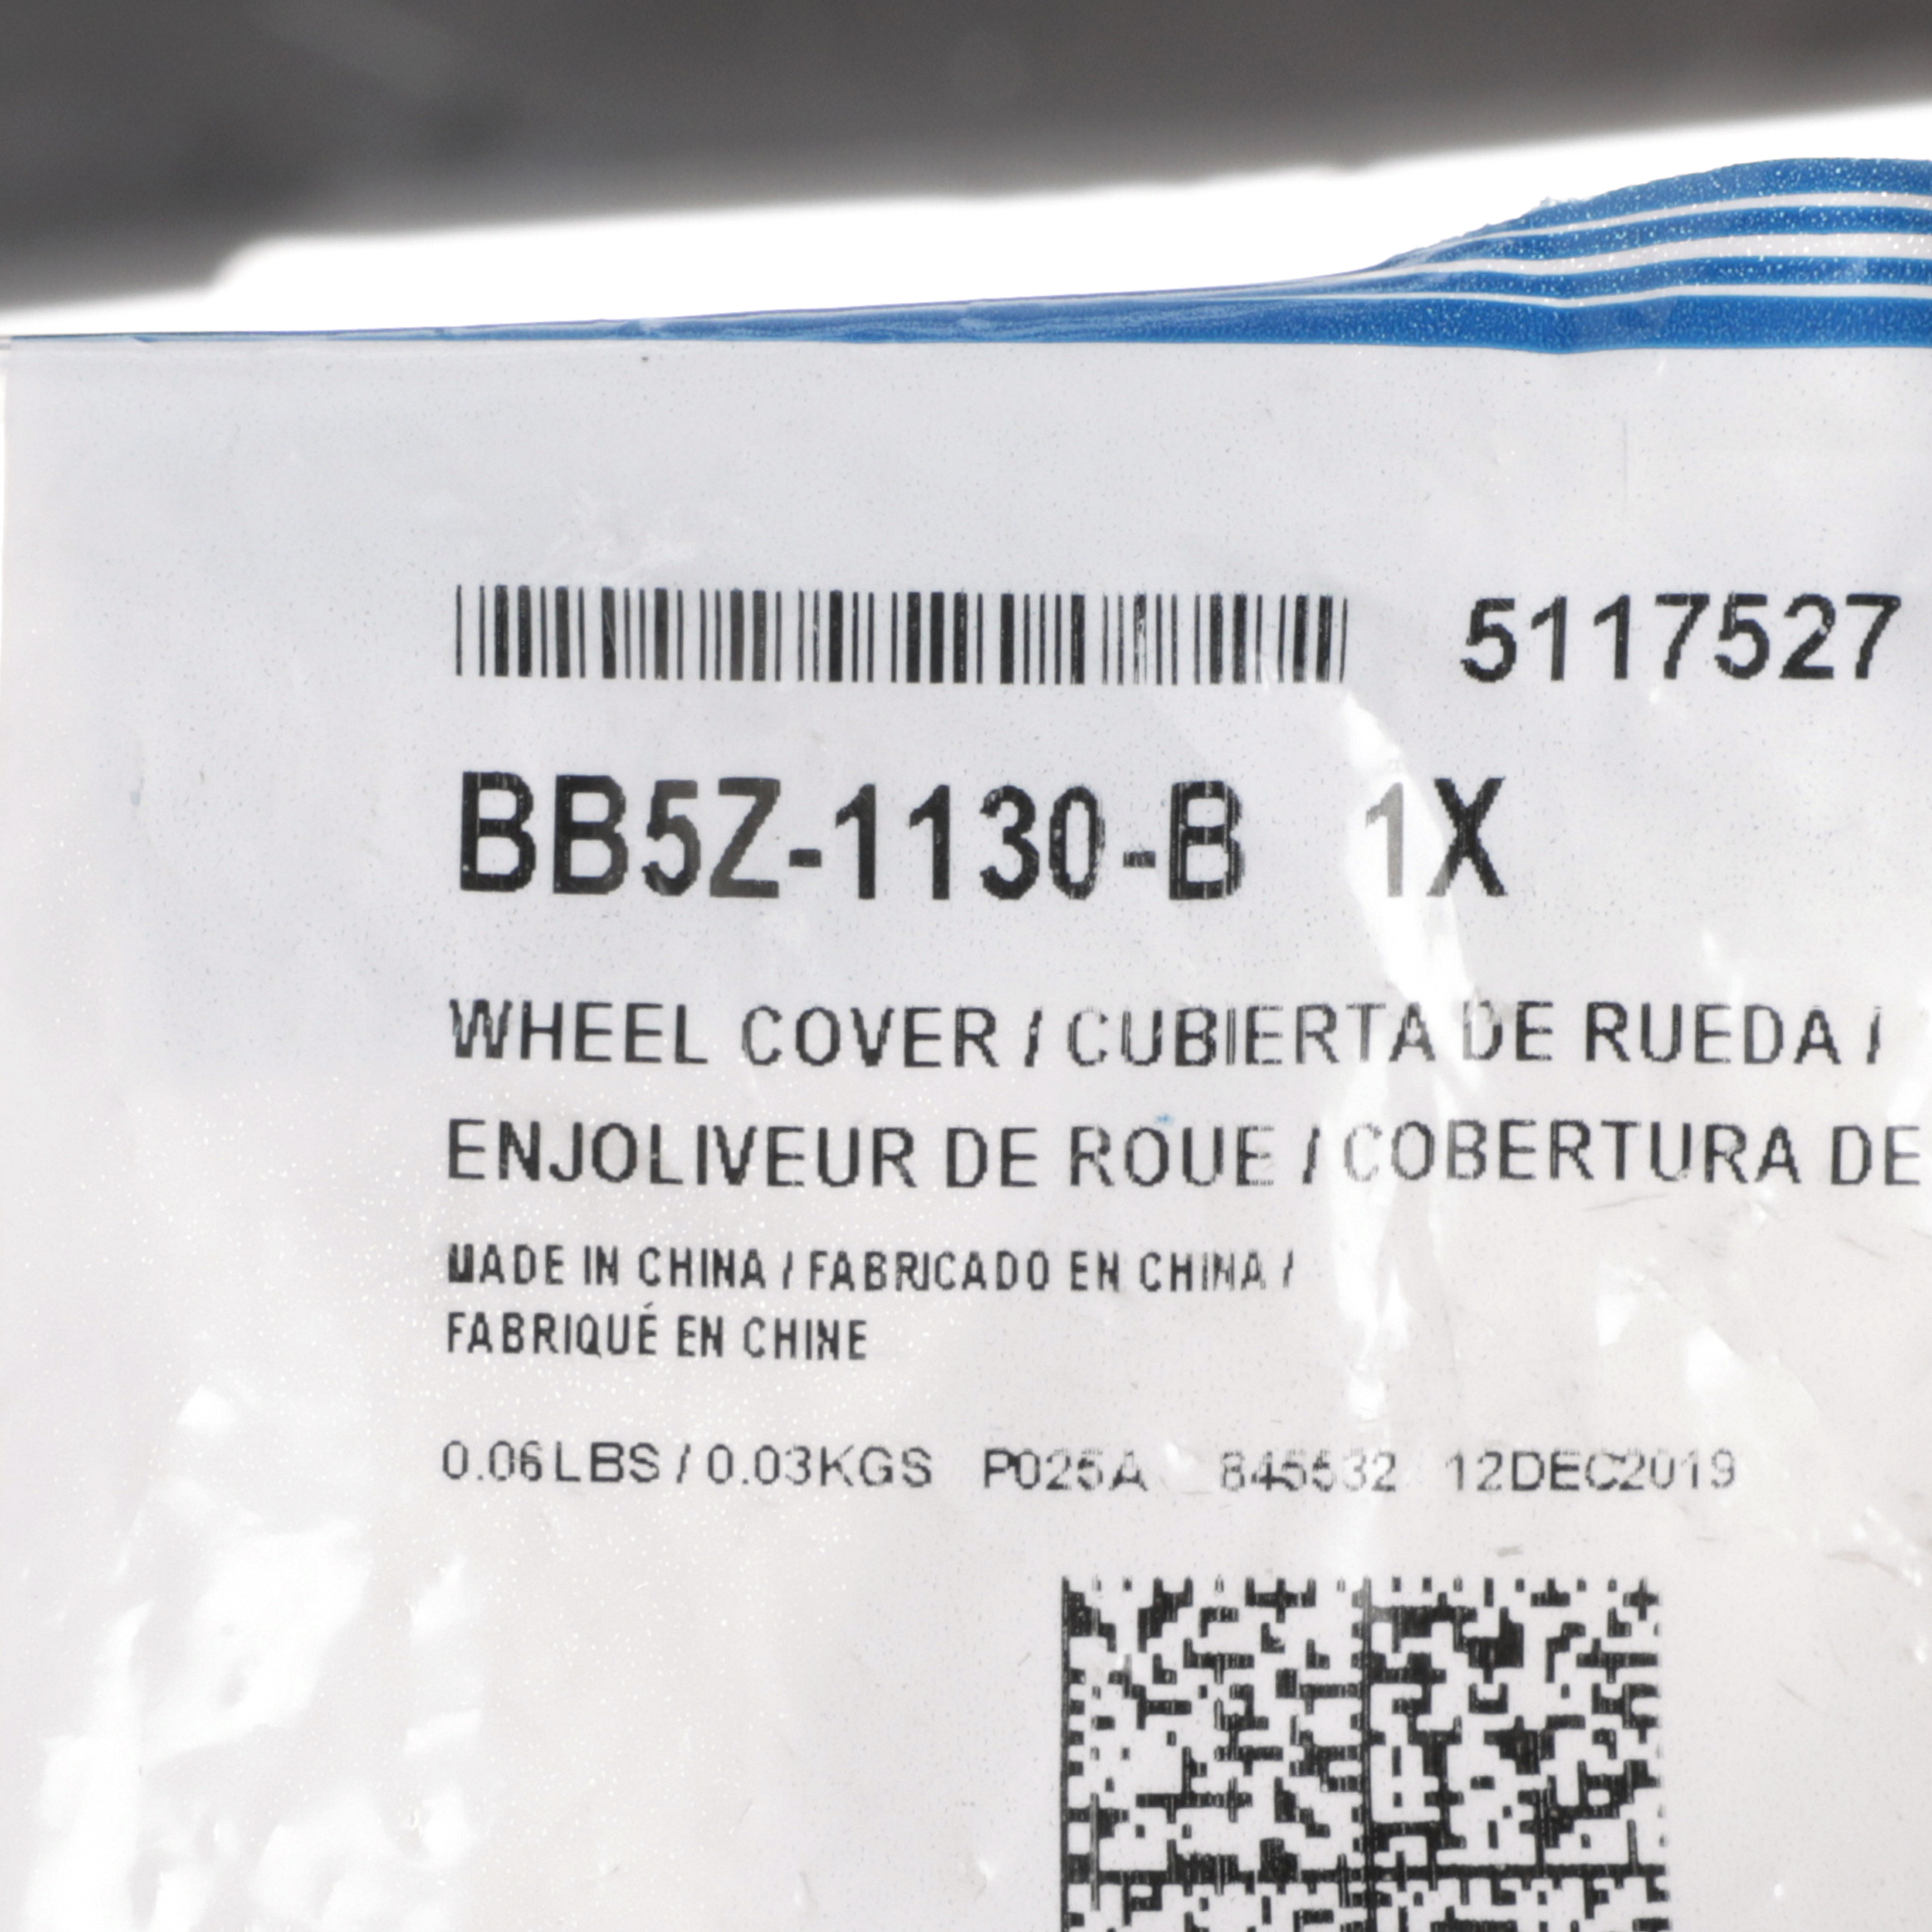 5117527
BB5Z-1130-B 1X
WHEEL COVER / CUBIERTA DE RUEDA /
ENJOLIVEUR DE ROUE / COBERTURA DE
MADE IN CHINA / FABRICADO EN CHINA /
FABRIQUÉ EN CHINE
0.06LBS / 0.03KGS P025A 845532 12DEC2019